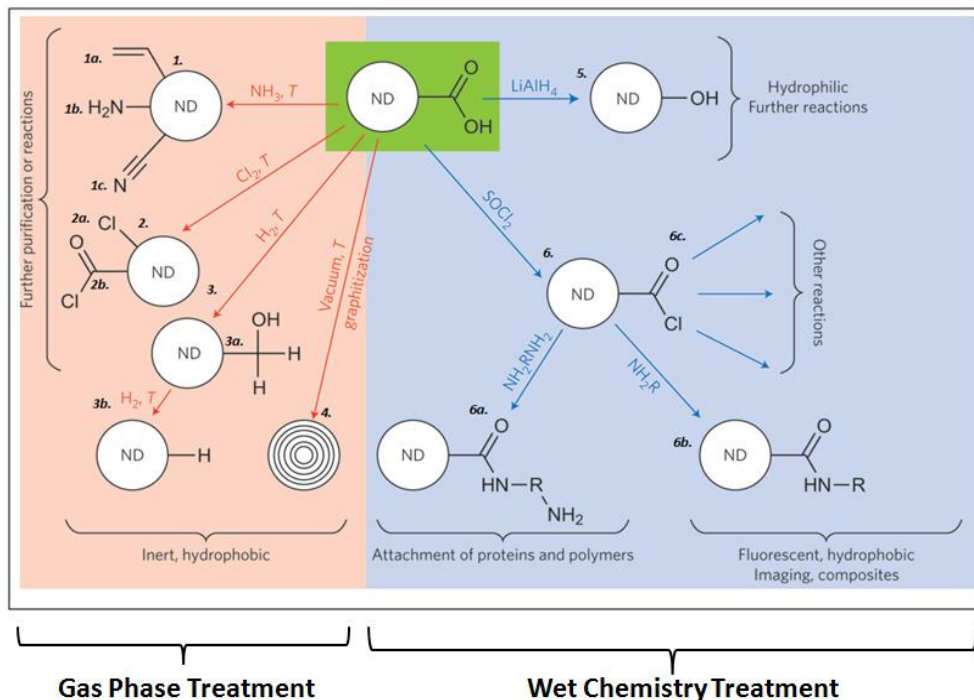 1a.
1.
1b.
H₂N
ND
1c.
N
NH₃, T
ND
O
OH
LiAlH₄
5.
ND
OH
Hydrophilic
Further reactions
Further purification or reactions
Cl₂, T
2a.
Cl
2.
O
ND
2b.
Cl
H₂, T
3.
OH
ND
3a.
H
H
Vacuum, T
graphitization
SOCl₂
6.
ND
O
Cl
6c.
Other reactions
3b.
H₂, T
ND
H
4.
NH₂RNH₂
6a.
ND
O
HN
R
NH₂
NH₂R
6b.
ND
O
HN
R
Inert, hydrophobic
Attachment of proteins and polymers
Fluorescent, hydrophobic
Imaging, composites
Gas Phase Treatment
Wet Chemistry Treatment